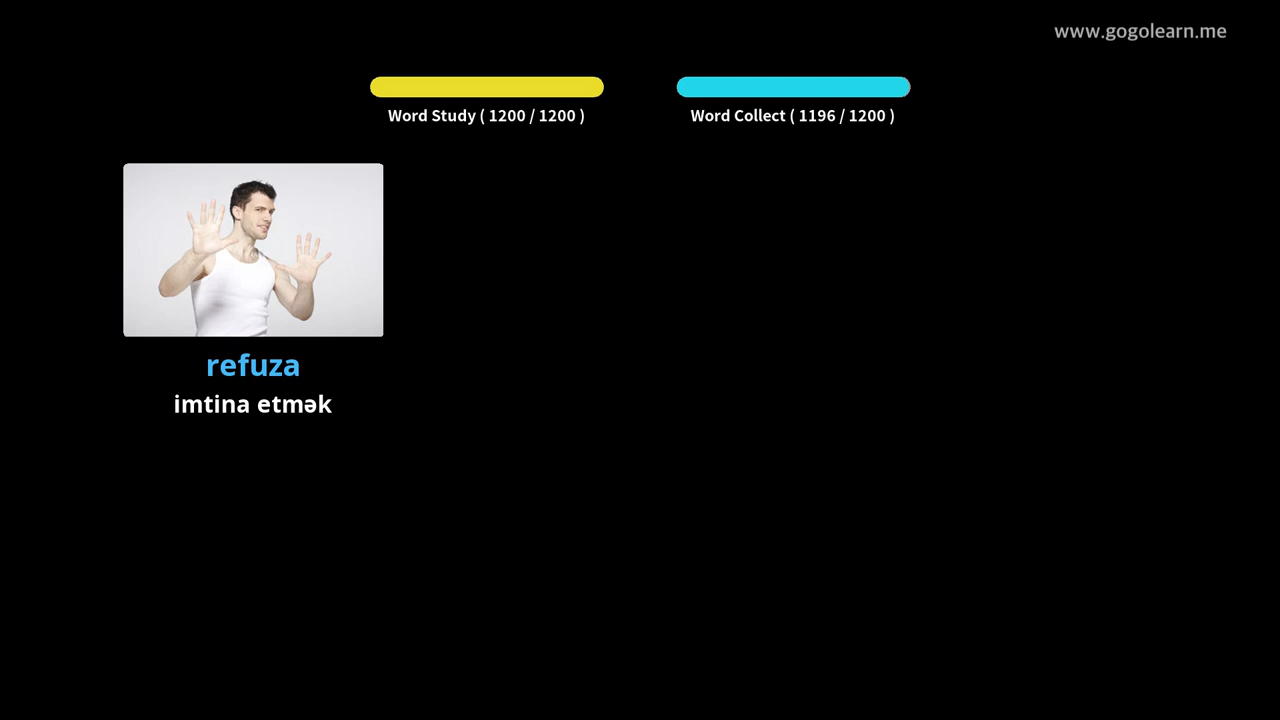 www.gogolearn.me
Word Study ( 1200 / 1200 )
Word Collect ( 1196 / 1200 )
refuza
imtina etmək